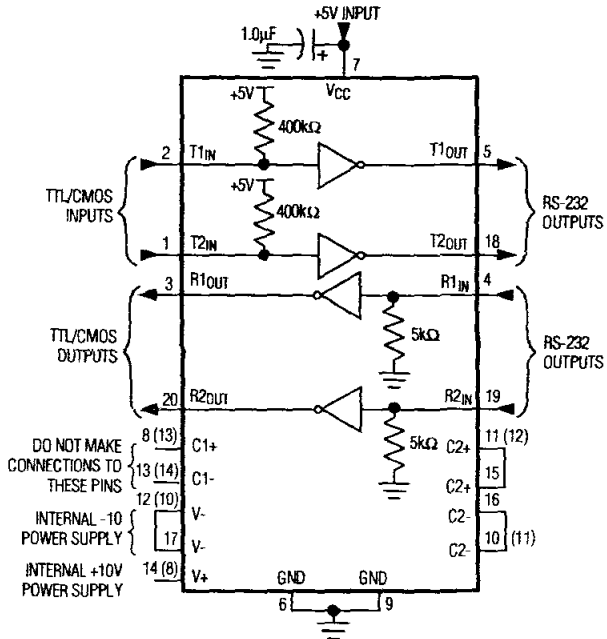 +5V INPUT
1.0µF
+
7
VCC
+5V
400kΩ
2 T1IN T1OUT 5
+5V
400kΩ
TTL/CMOS
INPUTS
RS-232
OUTPUTS
1 T2IN T2OUT 18
3 R1OUT R1IN 4
5kΩ
TTL/CMOS
OUTPUTS
RS-232
OUTPUTS
20 R2OUT R2IN 19
5kΩ
8 (13) C1+ C2+ 11 (12)
DO NOT MAKE
CONNECTIONS TO
THESE PINS
13 (14) C1- C2+ 15
12 (10) V- C2- 16
INTERNAL -10
POWER SUPPLY
17 V- C2- 10 (11)
INTERNAL +10V
POWER SUPPLY
14 (8) V+
GND GND
6 9